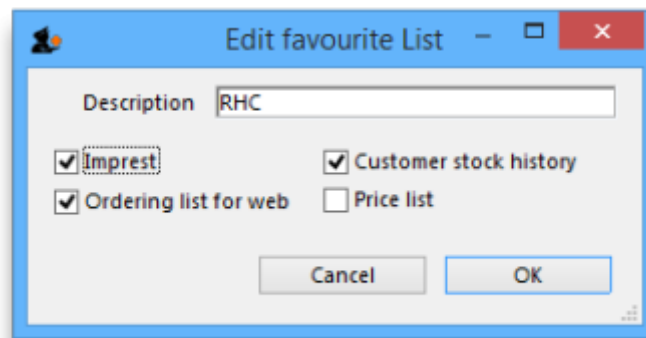 Edit favourite List
Description RHC
Imprest Customer stock history
Ordering list for web Price list
Cancel OK